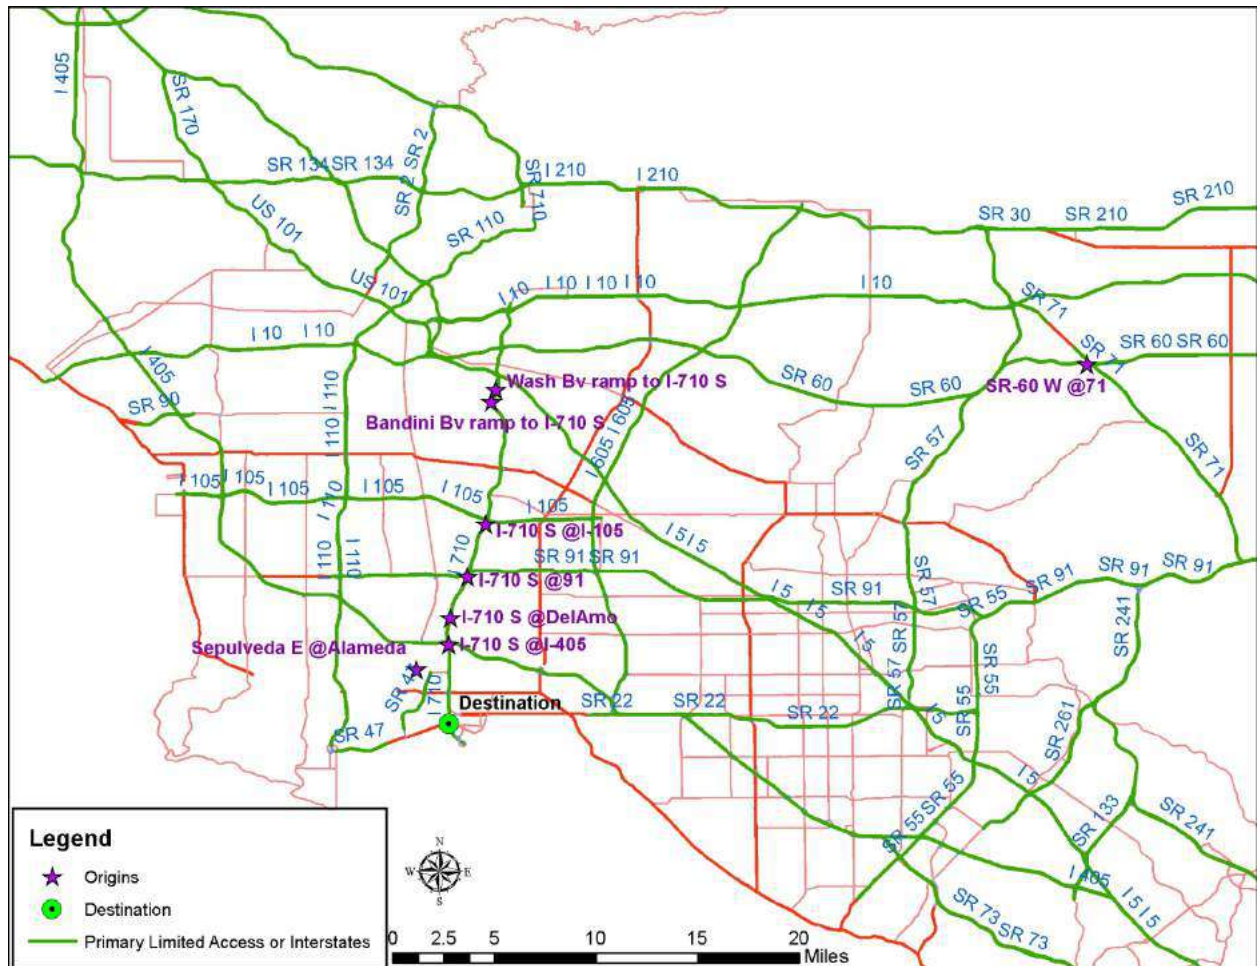 I 405
SR 170
SR 134 SR 134
SR 2 SR 2
SR 710
I 210
I 210
SR 210
SR 30
SR 210
US 101
SR 110
US 101
I 10
I 10 I 10 I 10
I 10
SR 71
I 10 I 10
I 405
SR 71
SR 60 SR 60
SR-60 W @71
Wash Bv ramp to I-710 S
SR 60
SR 60
SR 90
I 110 I 110
Bandini Bv ramp to I-710 S
I 605 I 605
SR 57
SR 71
I 105
I 105
I 105
I 105
I 105
I 105
I 110
I-710 S @I-105
I 5 I 5
I 110
I 110
I 710
SR 91 SR 91
I-710 S @91
I 5
I 5
SR 91
SR 57
SR 55
SR 91
SR 91
SR 91
I-710 S @DelAmo
SR 57
SR 241
Sepulveda E @Alameda
I-710 S @I-405
I 5
SR 47
I 710
Destination
SR 22
SR 22
SR 22
SR 57
SR 55
SR 55
I 5
SR 261
SR 47
I 5
SR 133
SR 241
SR 55 SR 55
I 405
SR 73 SR 73
I 5 I 5
Legend
Origins
Destination
Primary Limited Access or Interstates
N
W
E
S
0 2.5 5 10 15 20
Miles